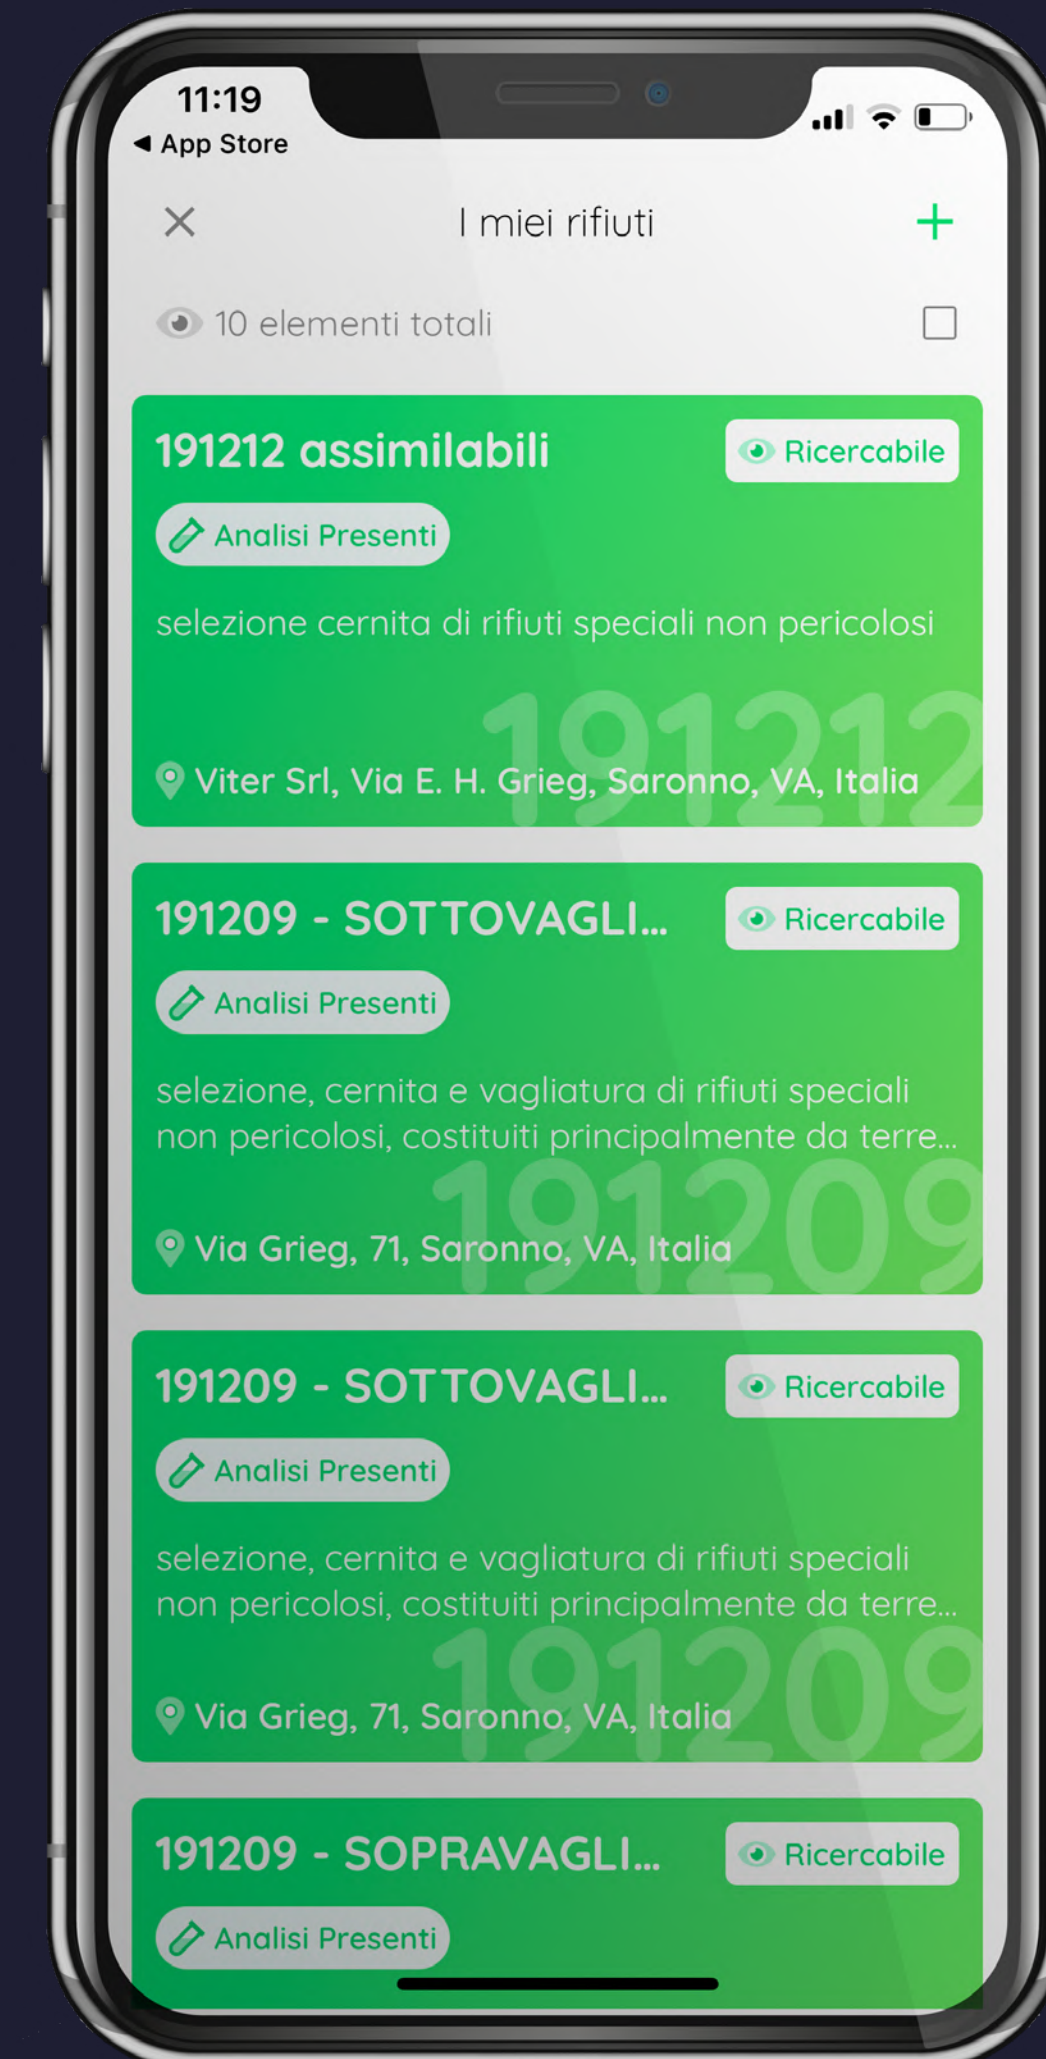 11:19
◀ App Store
I miei rifiuti
10 elementi totali
191212 assimilabili
Ricercabile
Analisi Presenti
selezione cernita di rifiuti speciali non pericolosi
191212
Viter Srl, Via E. H. Grieg, Saronno, VA, Italia
191209 - SOTTOVAGLI...
Ricercabile
Analisi Presenti
selezione, cernita e vagliatura di rifiuti speciali
non pericolosi, costituiti principalmente da terre...
191209
Via Grieg, 71, Saronno, VA, Italia
191209 - SOTTOVAGLI...
Ricercabile
Analisi Presenti
selezione, cernita e vagliatura di rifiuti speciali
non pericolosi, costituiti principalmente da terre...
191209
Via Grieg, 71, Saronno, VA, Italia
191209 - SOPRAVAGLI...
Ricercabile
Analisi Presenti